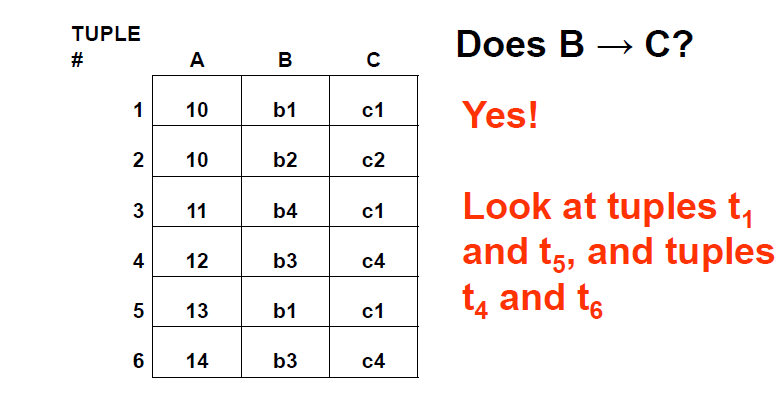 TUPLE
# A B C
1 10 b1 c1
2 10 b2 c2
3 11 b4 c1
4 12 b3 c4
5 13 b1 c1
6 14 b3 c4
Does B → C?
Yes!
Look at tuples t1
and t5, and tuples
t4 and t6